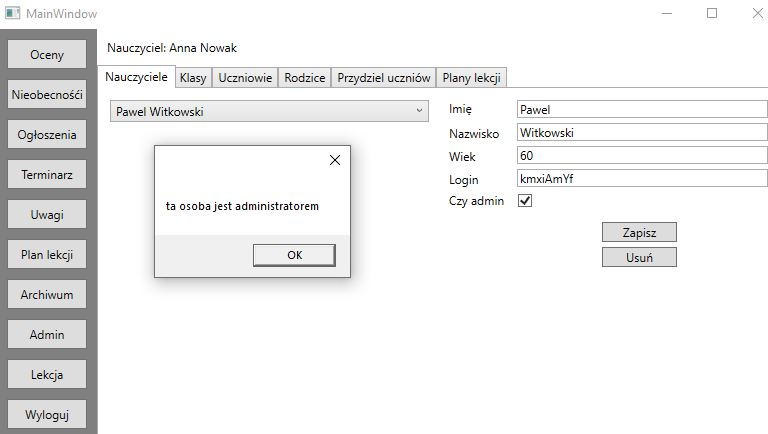 MainWindow
Nauczyciel: Anna Nowak
Oceny
Nieobecnośći
Ogłoszenia
Terminarz
Uwagi
Plan lekcji
Archiwum
Admin
Lekcja
Wyloguj
Nauczyciele Klasy Uczniowie Rodzice Przydziel uczniów Plany lekcji
Pawel Witkowski
Imię Pawel
Nazwisko Witkowski
Wiek 60
Login kmxiAmYf
Czy admin
Zapisz
Usuń
ta osoba jest administratorem
OK